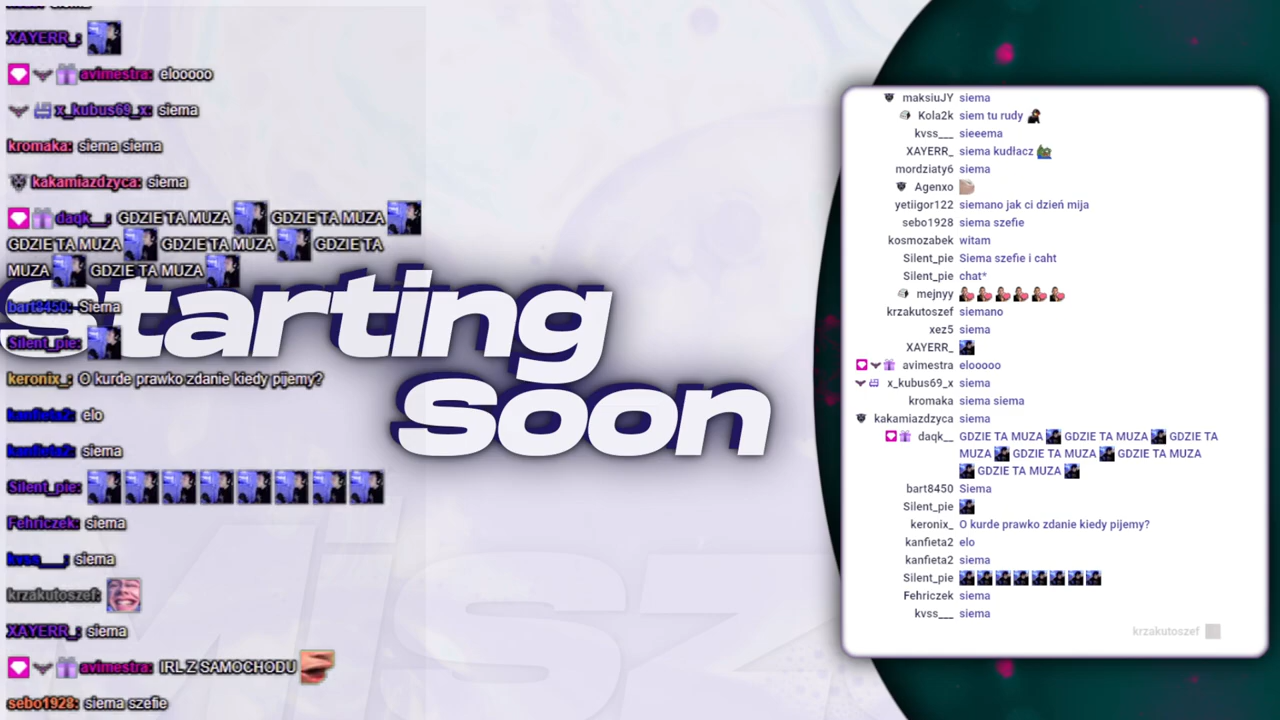 XAYERR_:
avimestra: elooooo
x_kubus69_x: siema
kromaka: siema siema
kakamiazdzyca: siema
daqk__: GDZIE TA MUZA GDZIE TA MUZA
GDZIE TA MUZA GDZIE TA MUZA GDZIE TA
MUZA GDZIE TA MUZA
bart8450: Siema
Silent_pie:
keronix_: O kurde prawko zdanie kiedy pijemy?
kanfieta2: elo
kanfieta2: siema
Silent_pie:
Fehriczek: siema
kvss___: siema
krzakutoszef:
XAYERR_: siema
avimestra: IRL Z SAMOCHODU
sebo1928: siema szefie
Starting
Soon
Misz
maksiuJY siema
Kola2k siem tu rudy
kvss___ sieeema
XAYERR_ siema kudłacz
mordziaty6 siema
Agenxo
yetiigor122 siemano jak ci dzień mija
sebo1928 siema szefie
kosmozabek witam
Silent_pie Siema szefie i caht
Silent_pie chat*
mejnyy
krzakutoszef siemano
xez5 siema
XAYERR_
avimestra elooooo
x_kubus69_x siema
kromaka siema siema
kakamiazdzyca siema
daqk__ GDZIE TA MUZA GDZIE TA MUZA GDZIE TA
MUZA GDZIE TA MUZA GDZIE TA MUZA
GDZIE TA MUZA
bart8450 Siema
Silent_pie
keronix_ O kurde prawko zdanie kiedy pijemy?
kanfieta2 elo
kanfieta2 siema
Silent_pie
Fehriczek siema
kvss___ siema
krzakutoszef